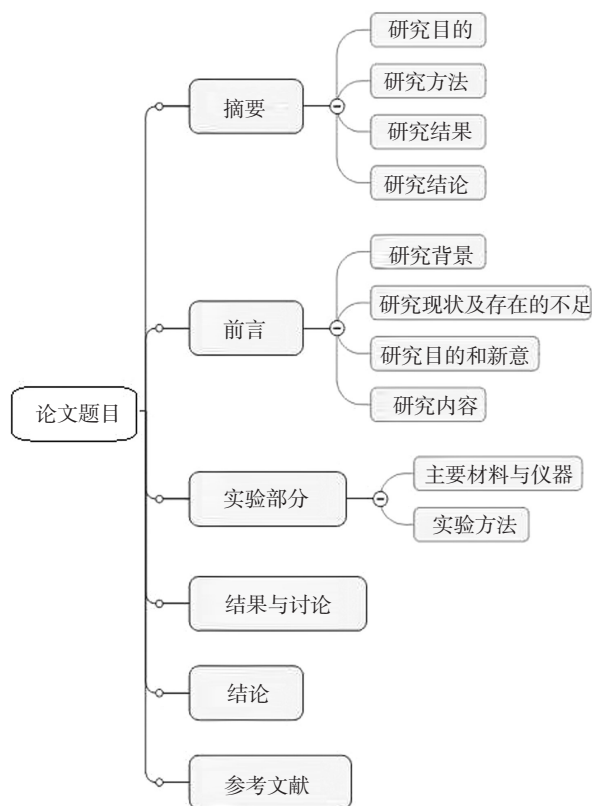 论文题目
摘要
研究目的
研究方法
研究结果
研究结论
前言
研究背景
研究现状及存在的不足
研究目的和新意
研究内容
实验部分
主要材料与仪器
实验方法
结果与讨论
结论
参考文献